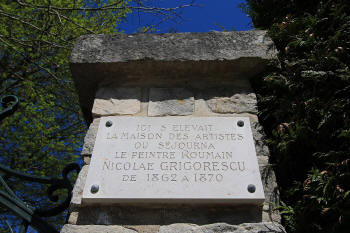 ICI S'ELEVAIT
LA MAISON DES ARTISTES
OU SEJOURNA
LE PEINTRE ROUMAIN
NICOLAE GRIGORESCU
DE 1862 A 1870